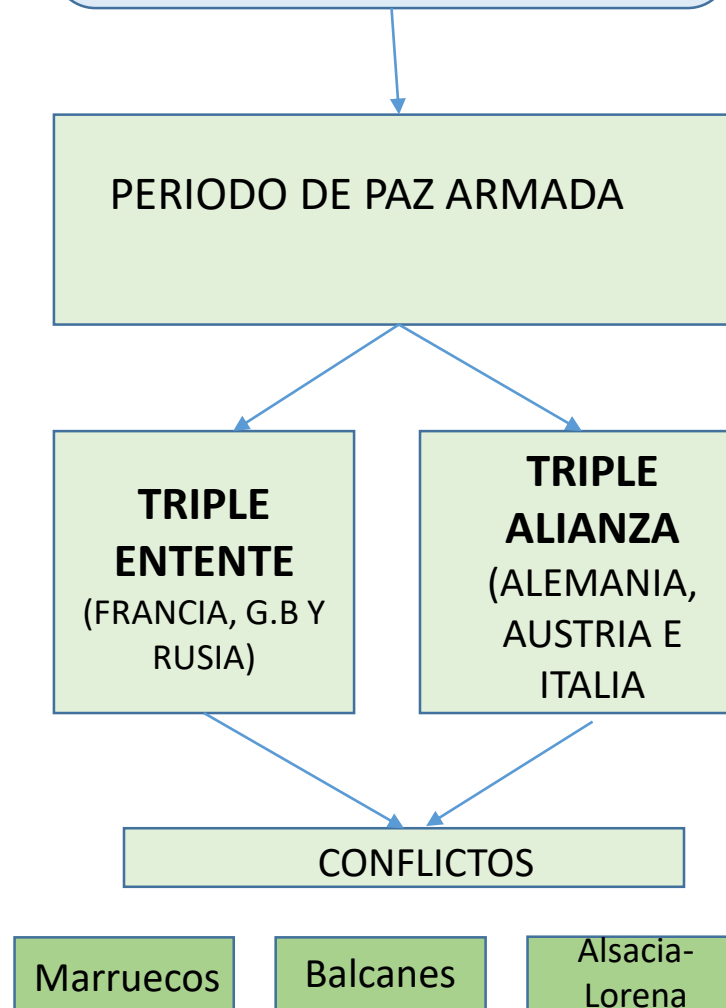 PERIODO DE PAZ ARMADA
TRIPLE
ENTENTE
(FRANCIA, G.B Y
RUSIA)
TRIPLE
ALIANZA
(ALEMANIA,
AUSTRIA E
ITALIA
CONFLICTOS
Marruecos
Balcanes
Alsacia-
Lorena